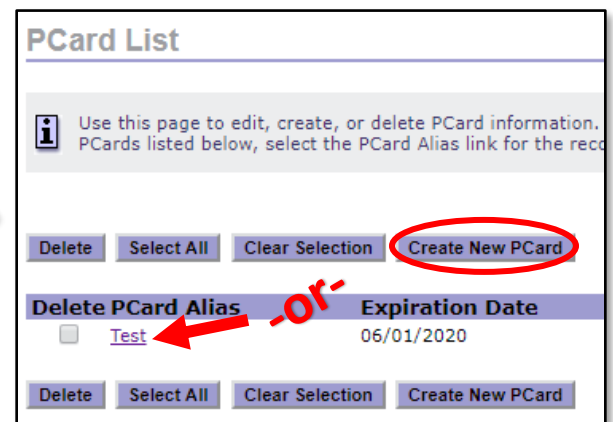 PCard List
i Use this page to edit, create, or delete PCard information.
PCards listed below, select the PCard Alias link for the reco
Delete Select All Clear Selection Create New PCard
Delete PCard Alias Expiration Date
-or-
Test 06/01/2020
Delete Select All Clear Selection Create New PCard